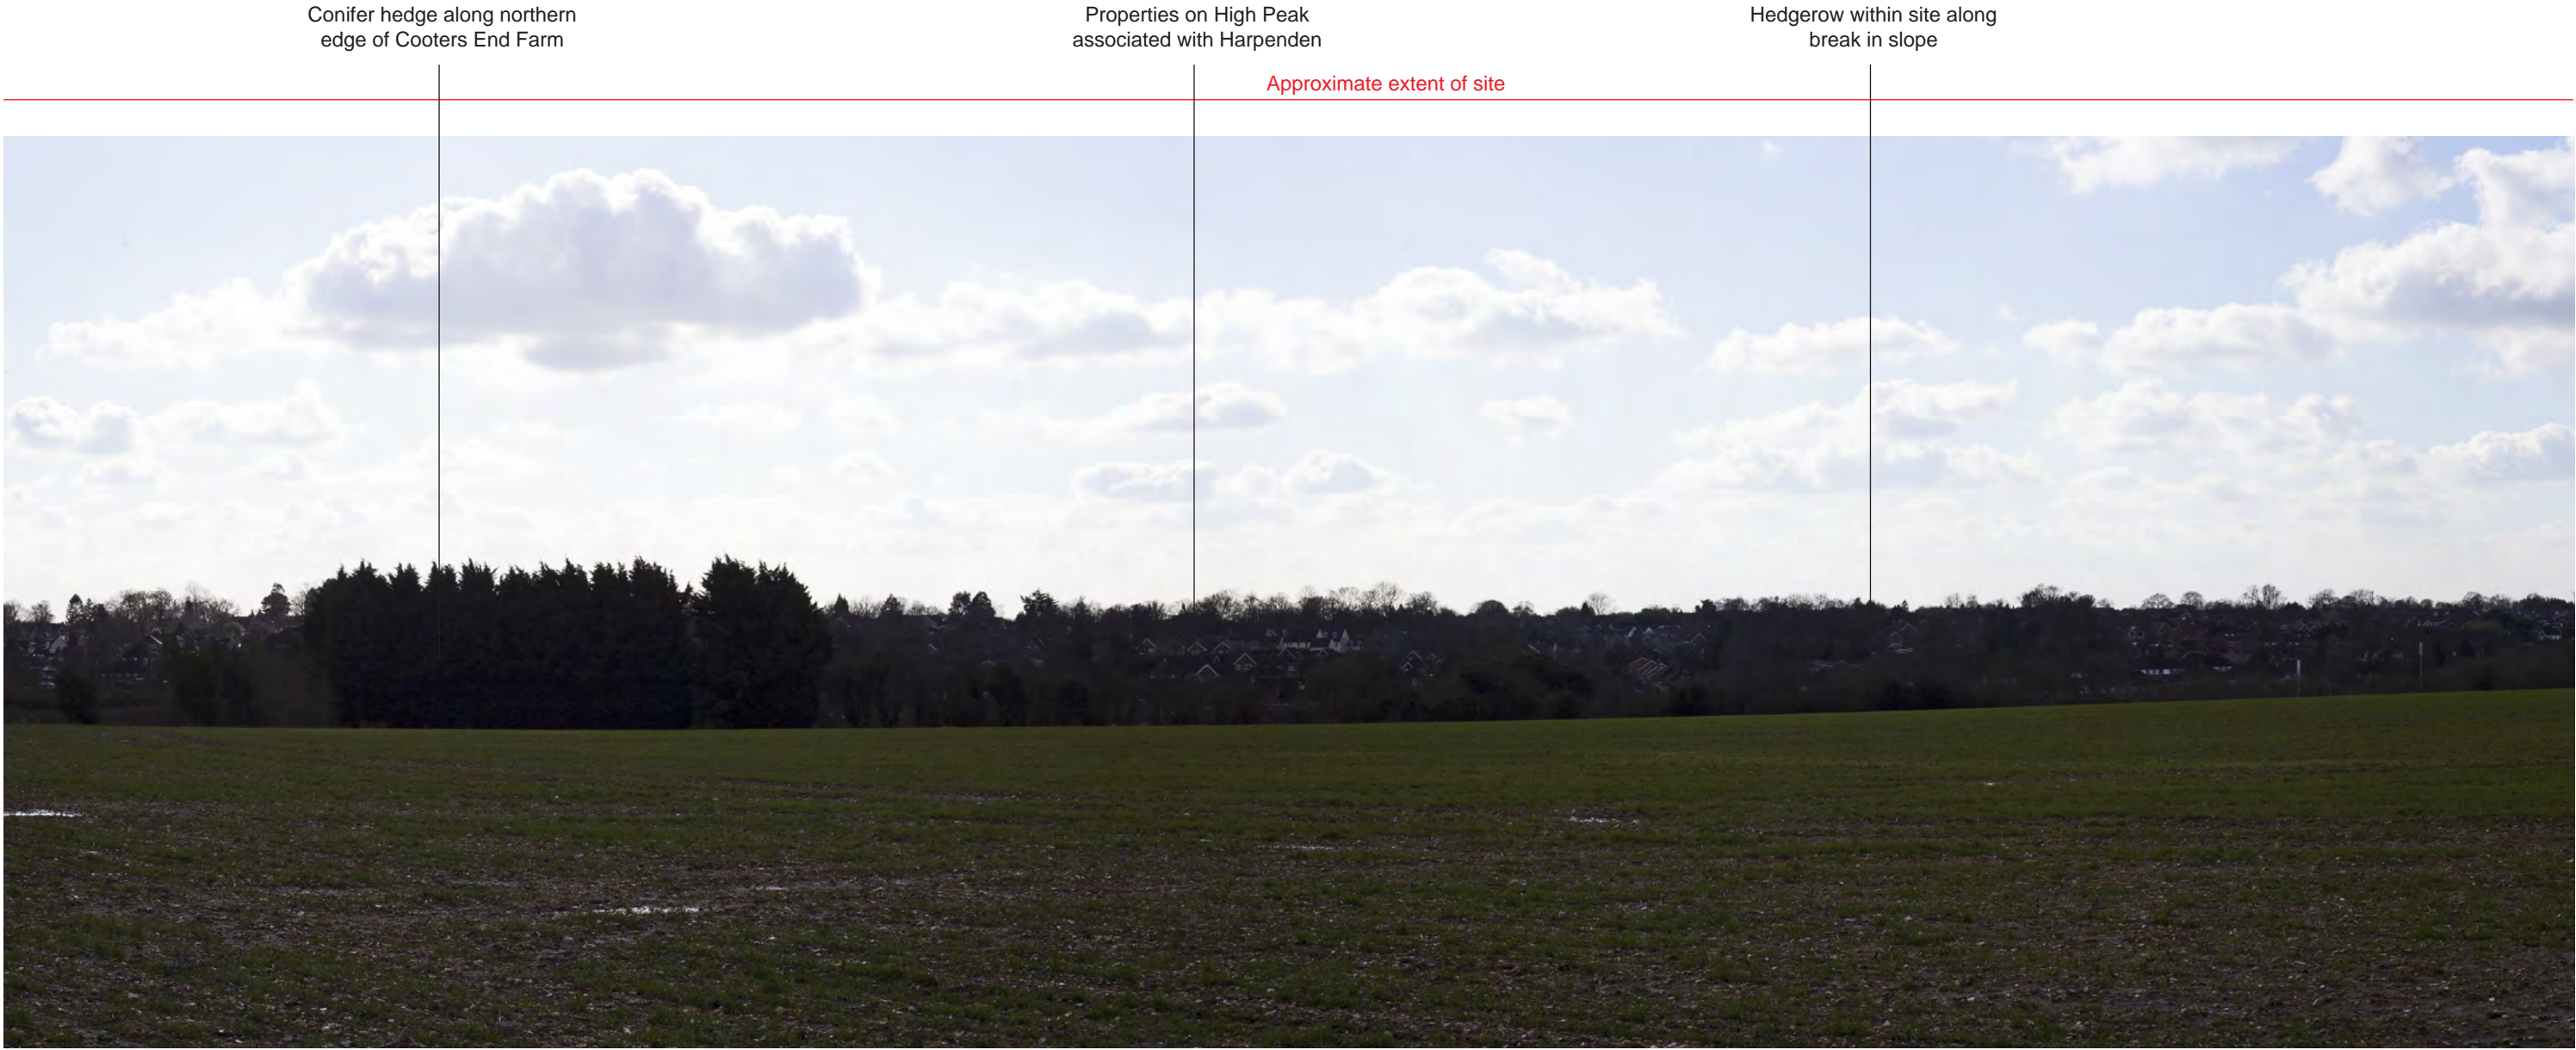 Conifer hedge along northern
edge of Cooters End Farm
Properties on High Peak
associated with Harpenden
Hedgerow within site along
break in slope
Approximate extent of site